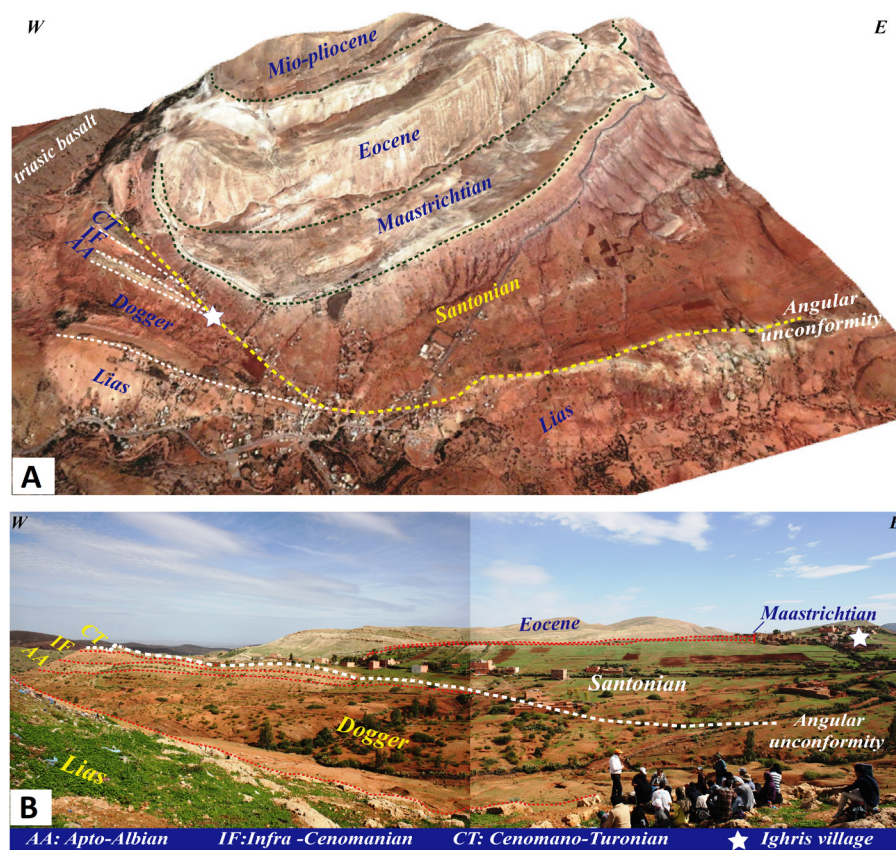 W
E
Mio-pliocene
triasic basalt
Eocene
Maastrichtian
CT
IF
AA
Santonian
Dogger
Angular
unconformity
Lias
Lias
A
W
E
Maastrichtian
Eocene
CT
IF
AA
Santonian
Dogger
Angular
unconformity
Lias
B
AA: Apto-Albian IF:Infra -Cenomanian CT: Cenomano-Turonian Ighris village